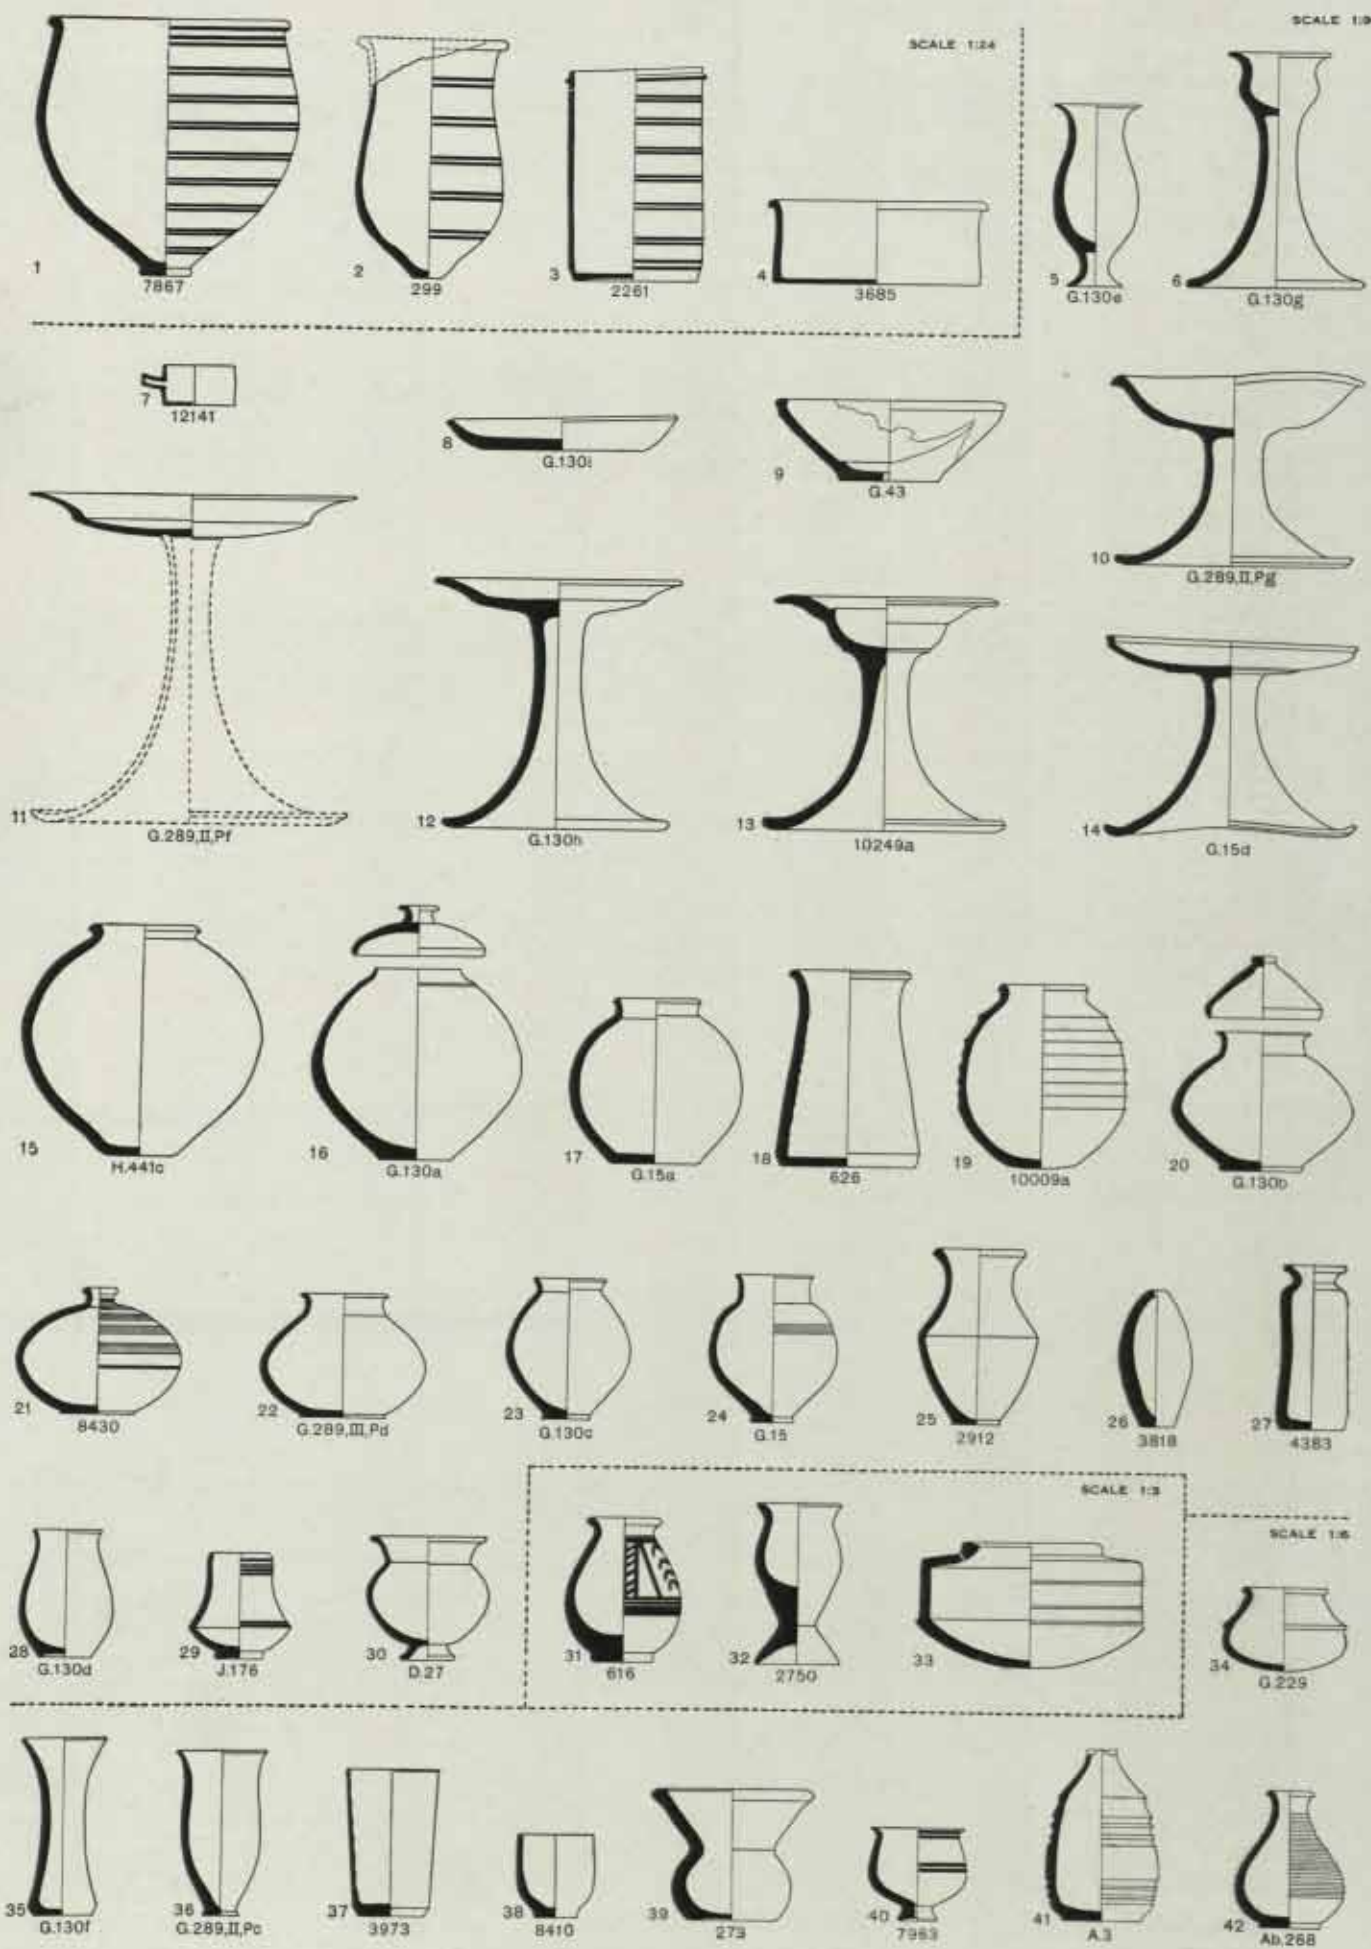 SCALE 1:9
SCALE 1:24
1 2 3 4 5 6
7867 299 2261 3685 G.130e G.130g
7 8 9 10
12141 G.130i G.43 G.289,II,Pg
11 12 13 14
G.289,II,Pf G.130h 10249a G.15d
15 16 17 18 19 20
H.441c G.130a G.15a 626 10009a G.130b
21 22 23 24 25 26 27
8430 G.289,III,Pd G.130c G.15 2912 3818 4383
SCALE 1:3
SCALE 1:6
28 29 30 31 32 33 34
G.130d J.176 D.27 616 2750 G.229
35 36 37 38 39 40 41 42
G.130f G.289,II,Pc 3973 8410 273 7963 A.3 Ab.268